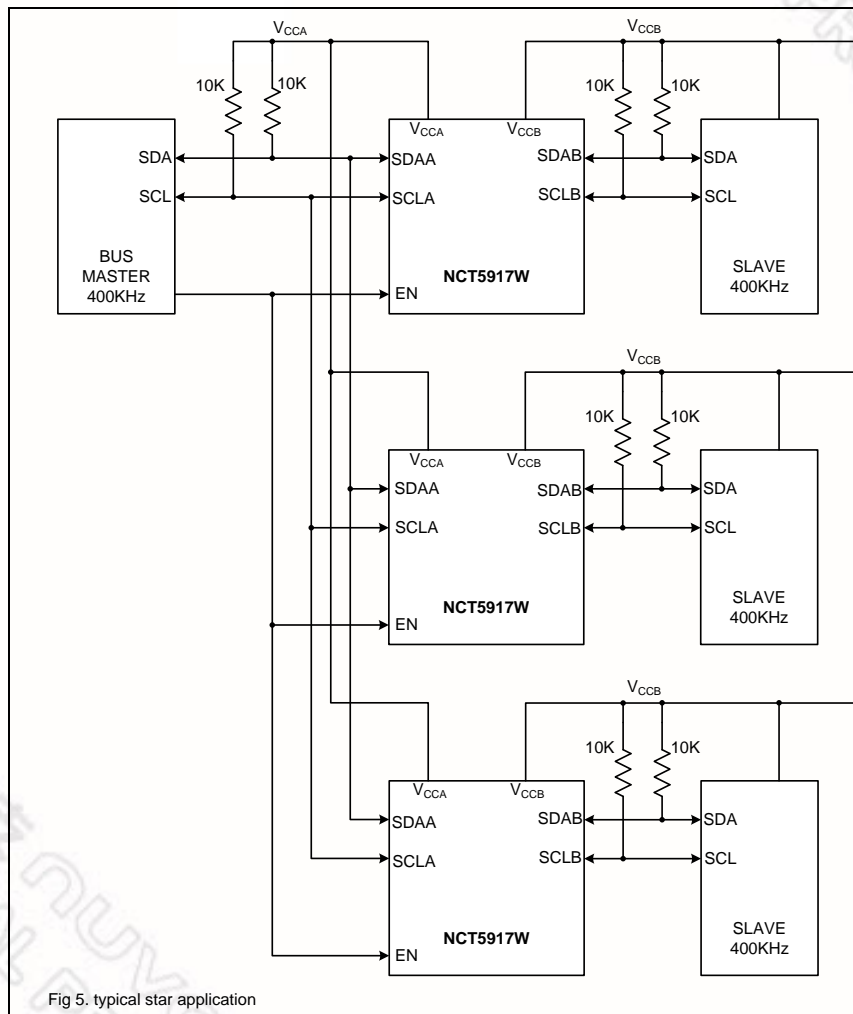 VCCA
VCCB
10K
10K
10K
10K
VCCA
VCCB
SDA
SDAA
SDAB
SDA
SCL
SCLA
SCLB
SCL
BUS
MASTER
400KHz
NCT5917W
SLAVE
400KHz
EN
VCCB
10K
10K
VCCA
VCCB
SDAA
SDAB
SDA
SCLA
SCLB
SCL
NCT5917W
SLAVE
400KHz
EN
VCCB
10K
10K
VCCA
VCCB
SDAA
SDAB
SDA
SCLA
SCLB
SCL
NCT5917W
SLAVE
400KHz
EN
Fig 5. typical star application